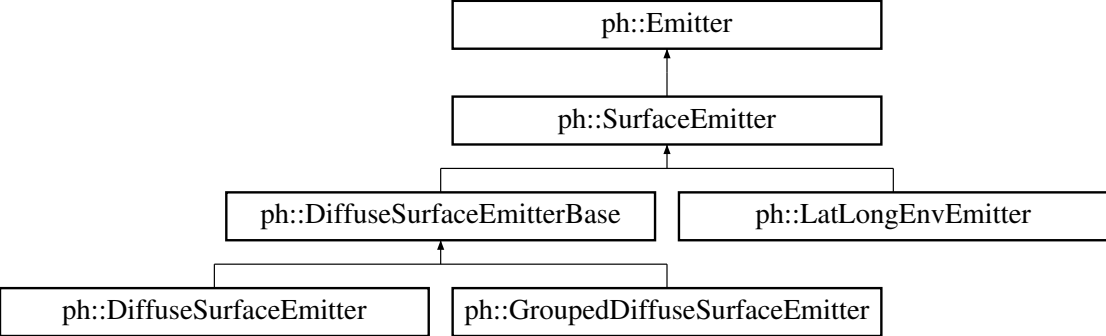 ph::Emitter
ph::SurfaceEmitter
ph::DiffuseSurfaceEmitterBase
ph::LatLongEnvEmitter
ph::DiffuseSurfaceEmitter
ph::GroupedDiffuseSurfaceEmitter